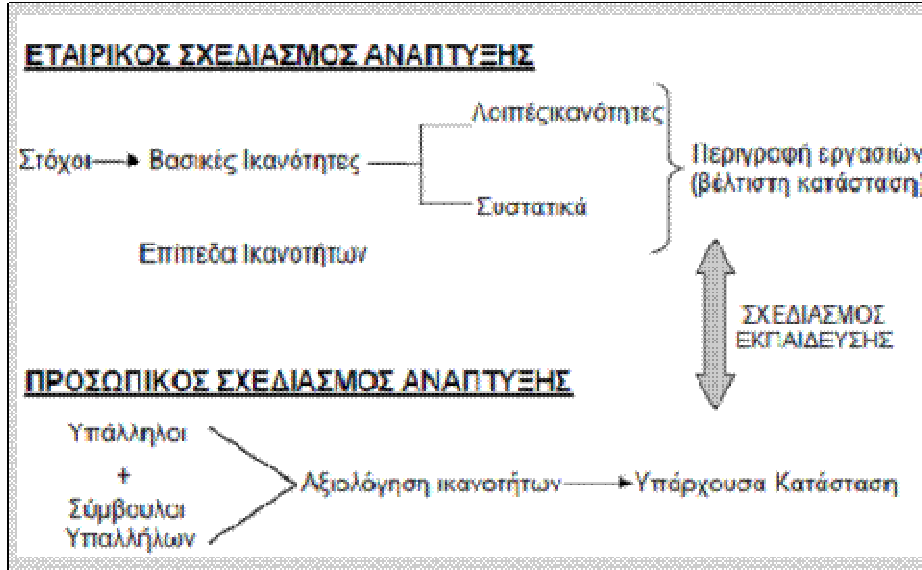 ΕΤΑΙΡΙΚΟΣ ΣΧΕΔΙΑΣΜΟΣ ΑΝΑΠΤΥΞΗΣ
Λοιπέςικανότητες
Στόχοι Βασικές Ικανότητες
Περιγραφή εργασιών
(βέλτιστη κατάσταση)
Συστατικά
Επίπεδα Ικανοτήτων
ΣΧΕΔΙΑΣΜΟΣ
ΕΚΠΑΙΔΕΥΣΗΣ
ΠΡΟΣΩΠΙΚΟΣ ΣΧΕΔΙΑΣΜΟΣ ΑΝΑΠΤΥΞΗΣ
Υπάλληλοι
+
Σύμβουλοι
Υπαλλήλων
Αξιολόγηση ικανοτήτων Υπάρχουσα Κατάσταση